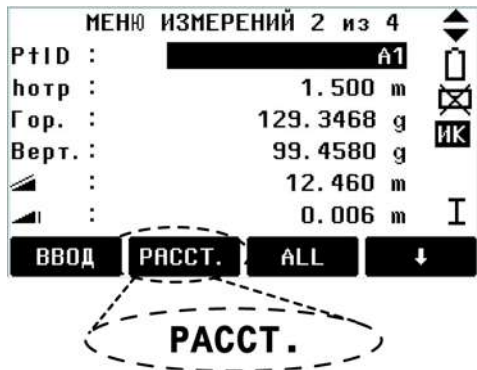 МЕНЮ ИЗМЕРЕНИЙ 2 из 4
PtID : A1
hотр : 1.500 m
Гор. : 129.3468 g
Верт. : 99.4580 g
: 12.460 m
: 0.006 m
ИК
ВВОД РАССТ. ALL
РАССТ.